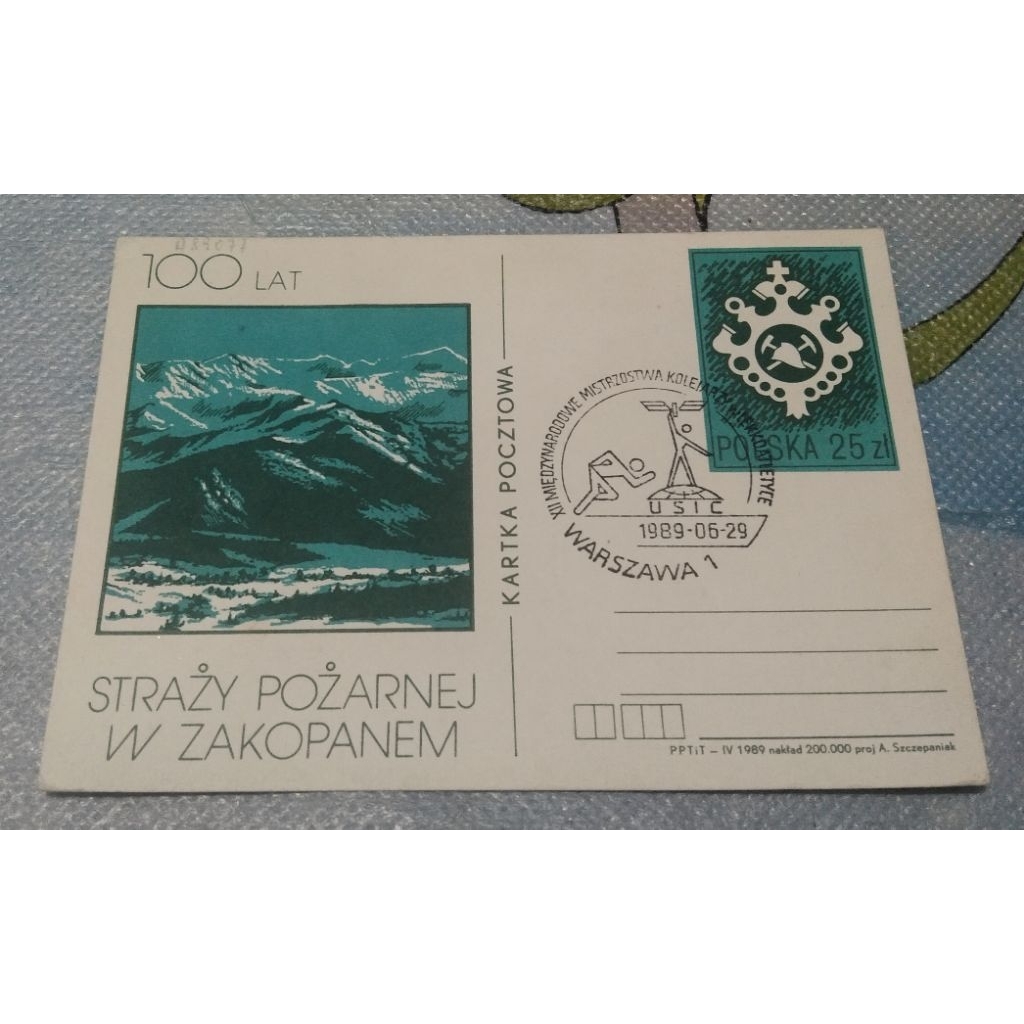 100 LAT
STRAŻY POŻARNEJ
W ZAKOPANEM
KARTKA POCZTOWA
POLSKA 25 zł
XII MIĘDZYNARODOWE MISTRZOSTWA
USIC
1989-06-29
WARSZAWA 1
PPTiT – IV 1989 nakład 200.000 proj A. Szczepaniak